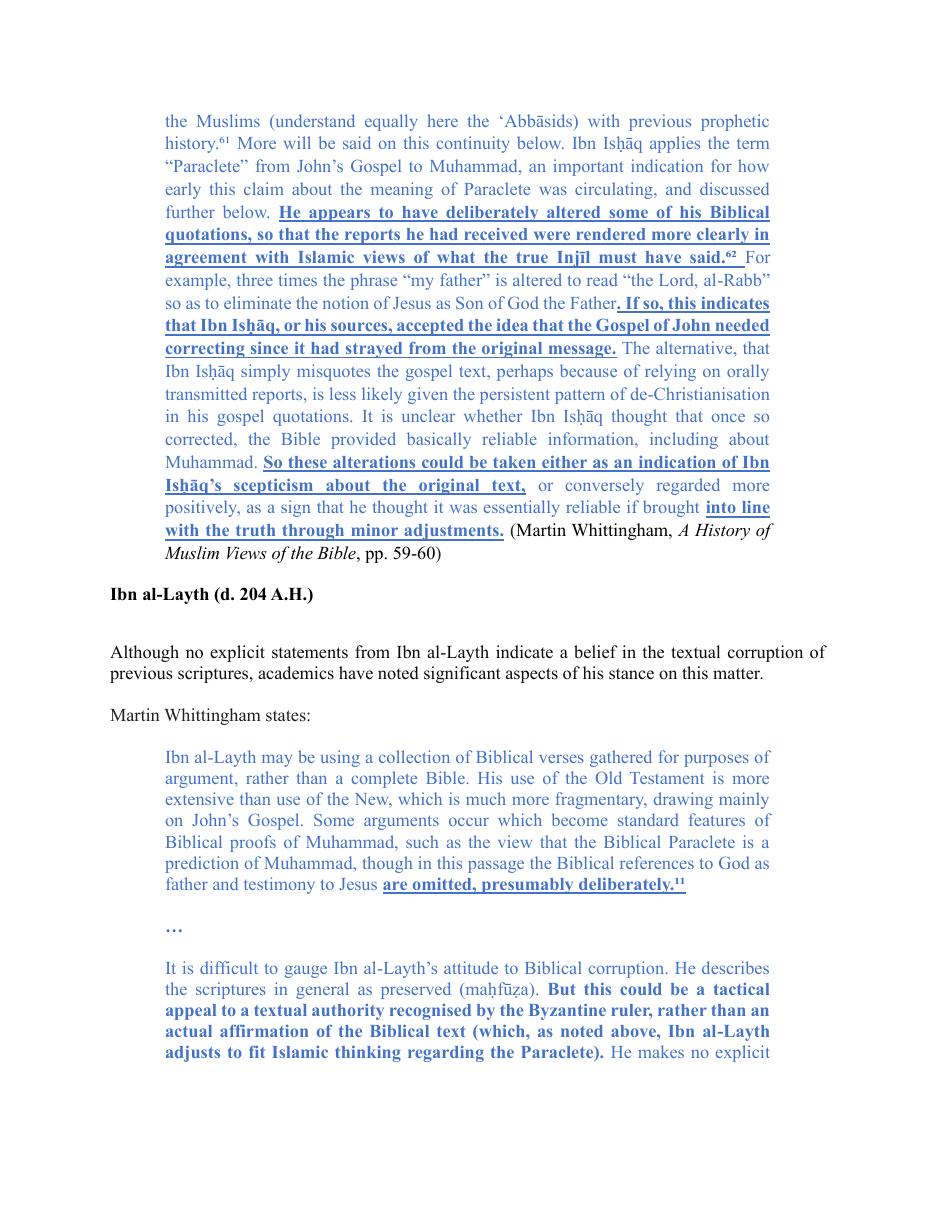 the Muslims (understand equally here the ‘Abbāsids) with previous prophetic
history.⁶¹ More will be said on this continuity below. Ibn Isḥāq applies the term
“Paraclete” from John’s Gospel to Muhammad, an important indication for how
early this claim about the meaning of Paraclete was circulating, and discussed
further below. He appears to have deliberately altered some of his Biblical
quotations, so that the reports he had received were rendered more clearly in
agreement with Islamic views of what the true Injīl must have said.⁶² For
example, three times the phrase “my father” is altered to read “the Lord, al-Rabb”
so as to eliminate the notion of Jesus as Son of God the Father. If so, this indicates
that Ibn Isḥāq, or his sources, accepted the idea that the Gospel of John needed
correcting since it had strayed from the original message. The alternative, that
Ibn Isḥāq simply misquotes the gospel text, perhaps because of relying on orally
transmitted reports, is less likely given the persistent pattern of de-Christianisation
in his gospel quotations. It is unclear whether Ibn Isḥāq thought that once so
corrected, the Bible provided basically reliable information, including about
Muhammad. So these alterations could be taken either as an indication of Ibn
Isḥāq’s scepticism about the original text, or conversely regarded more
positively, as a sign that he thought it was essentially reliable if brought into line
with the truth through minor adjustments. (Martin Whittingham, A History of
Muslim Views of the Bible, pp. 59-60)
Ibn al-Layth (d. 204 A.H.)
Although no explicit statements from Ibn al-Layth indicate a belief in the textual corruption of
previous scriptures, academics have noted significant aspects of his stance on this matter.
Martin Whittingham states:
Ibn al-Layth may be using a collection of Biblical verses gathered for purposes of
argument, rather than a complete Bible. His use of the Old Testament is more
extensive than use of the New, which is much more fragmentary, drawing mainly
on John’s Gospel. Some arguments occur which become standard features of
Biblical proofs of Muhammad, such as the view that the Biblical Paraclete is a
prediction of Muhammad, though in this passage the Biblical references to God as
father and testimony to Jesus are omitted, presumably deliberately.¹¹
…
It is difficult to gauge Ibn al-Layth’s attitude to Biblical corruption. He describes
the scriptures in general as preserved (maḥfūẓa). But this could be a tactical
appeal to a textual authority recognised by the Byzantine ruler, rather than an
actual affirmation of the Biblical text (which, as noted above, Ibn al-Layth
adjusts to fit Islamic thinking regarding the Paraclete). He makes no explicit